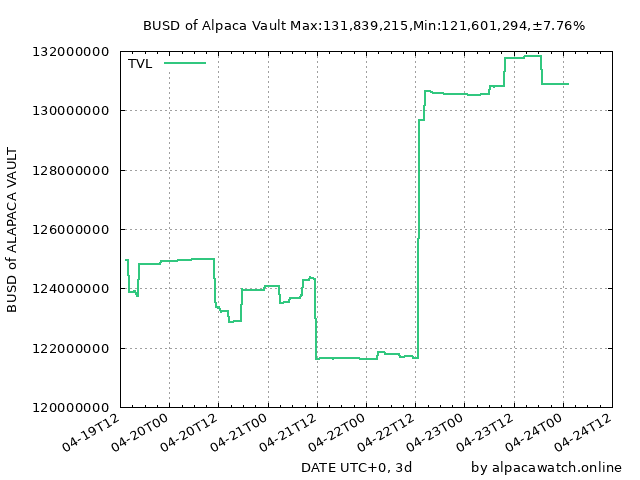 BUSD of Alpaca Vault Max:131,839,215,Min:121,601,294,±7.76%
132000000
TVL
130000000
128000000
126000000
124000000
122000000
120000000
BUSD of ALAPACA VAULT
04-19T12
04-20T00
04-20T12
04-21T00
04-21T12
04-22T00
04-22T12
04-23T00
04-23T12
04-24T00
04-24T12
DATE UTC+0, 3d
by alpacawatch.online